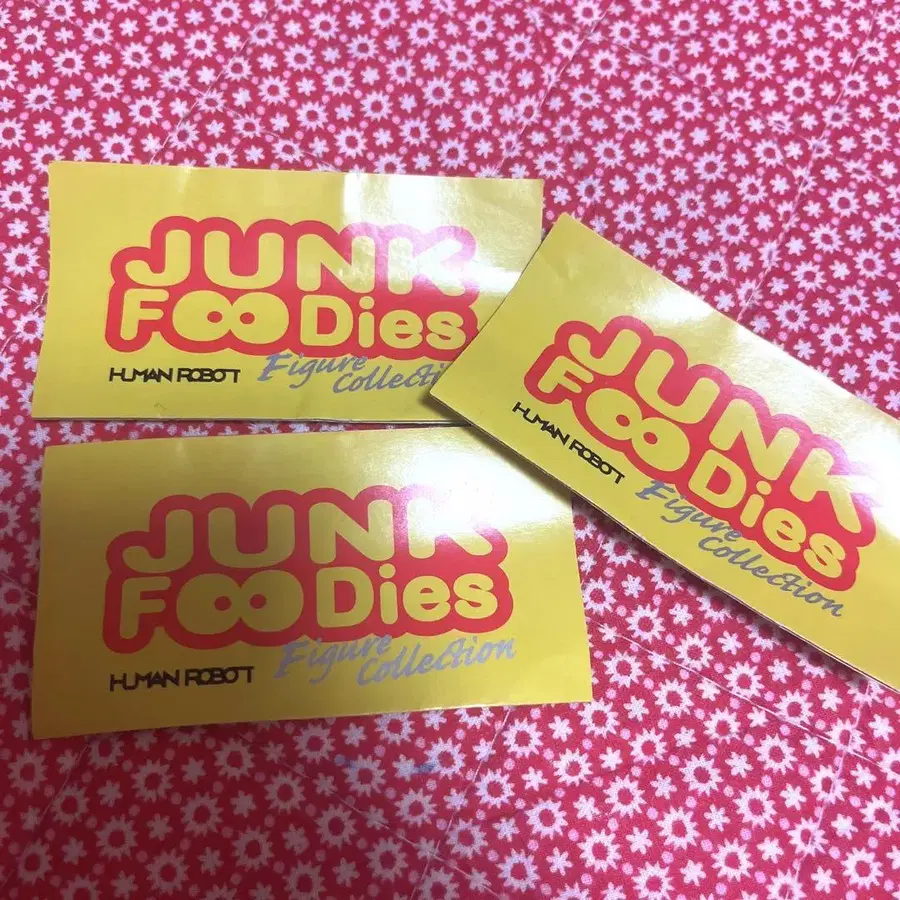 JUNK
FOODies
HUMAN ROBOT
Figure
Collection
JUNK
FOODies
HUMAN ROBOT
Figure
Collection
JUNK
FOODies
HUMAN ROBOT
Figure
Collection